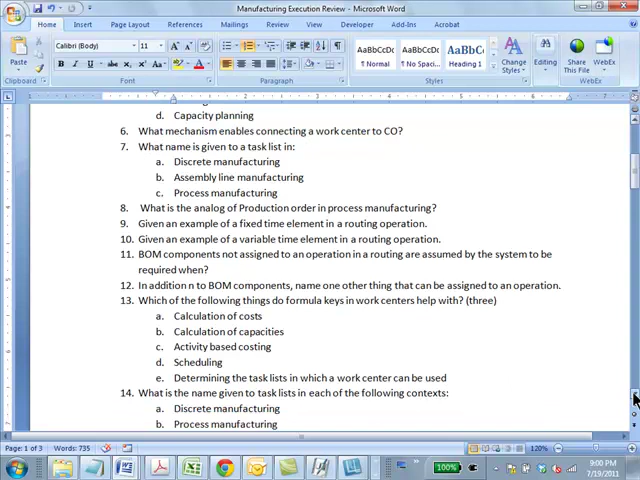 Manufacturing Execution Review - Microsoft Word
Home Insert Page Layout References Mailings Review View Developer Add-Ins Acrobat
Calibri (Body) 11
AaBbCcDc AaBbCcDc AaBbC
Paste
¶ Normal ¶ No Spaci... Heading 1
Change Styles
Editing
Share This File
WebEx
Clipboard Font Paragraph Styles WebEx
d. Capacity planning
6. What mechanism enables connecting a work center to CO?
7. What name is given to a task list in:
a. Discrete manufacturing
b. Assembly line manufacturing
c. Process manufacturing
8. What is the analog of Production order in process manufacturing?
9. Given an example of a fixed time element in a routing operation.
10. Given an example of a variable time element in a routing operation.
11. BOM components not assigned to an operation in a routing are assumed by the system to be
required when?
12. In addition n to BOM components, name one other thing that can be assigned to an operation.
13. Which of the following things do formula keys in work centers help with? (three)
a. Calculation of costs
b. Calculation of capacities
c. Activity based costing
d. Scheduling
e. Determining the task lists in which a work center can be used
14. What is the name given to task lists in each of the following contexts:
a. Discrete manufacturing
b. Process manufacturing
Page: 1 of 3 Words: 735 120%
100% 9:00 PM
7/19/2011